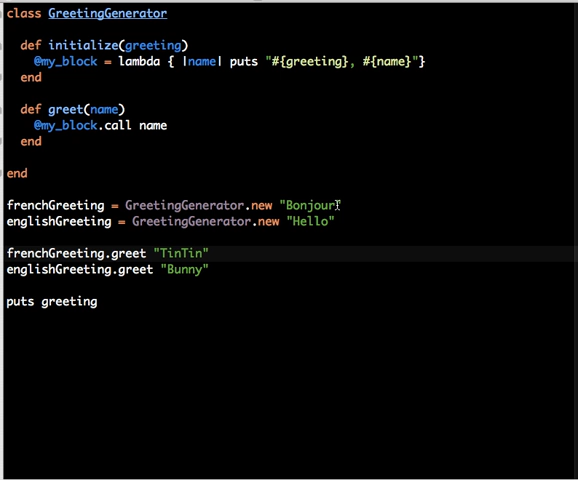 class GreetingGenerator
def initialize(greeting)
@my_block = lambda { |name| puts "#{greeting}, #{name}"}
end
def greet(name)
@my_block.call name
end
end
frenchGreeting = GreetingGenerator.new "Bonjour"
englishGreeting = GreetingGenerator.new "Hello"
frenchGreeting.greet "TinTin"
englishGreeting.greet "Bunny"
puts greeting